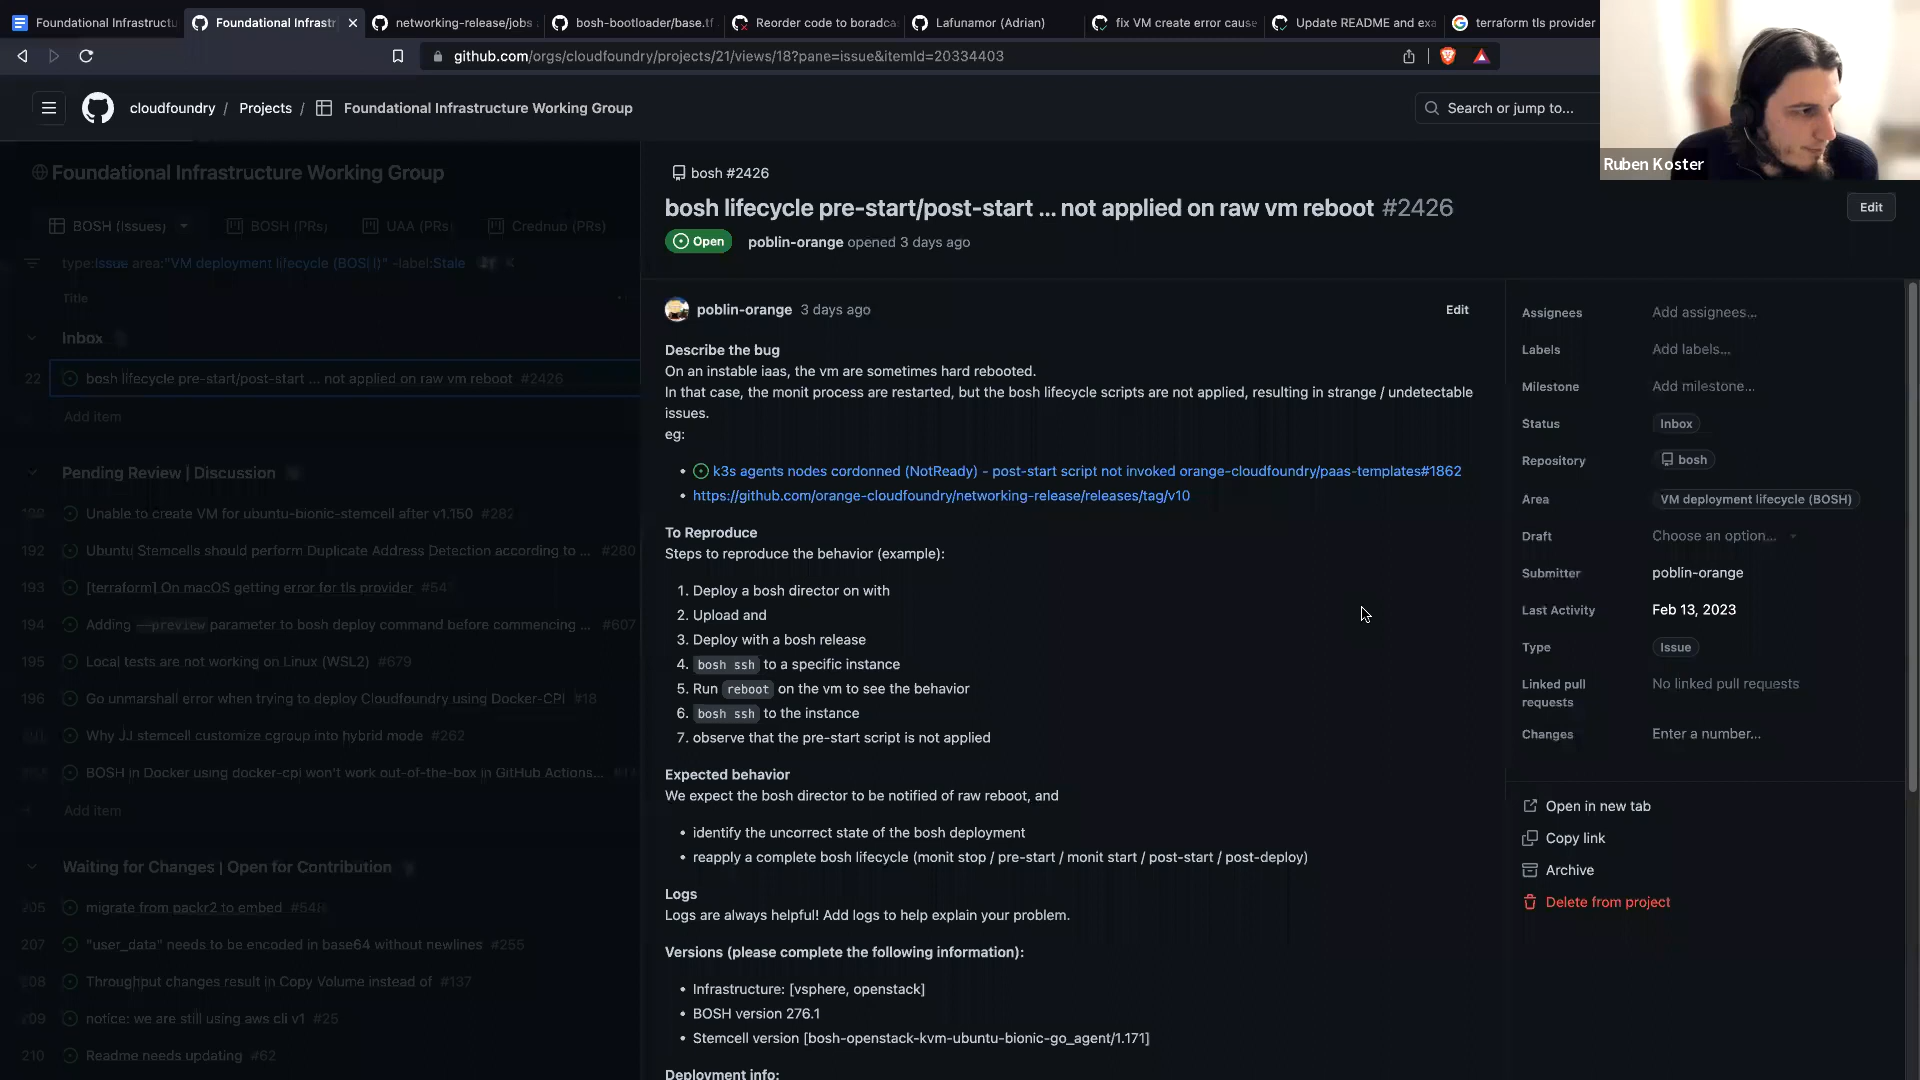 Foundational Infrastructu
Foundational Infrastr
networking-release/jobs
bosh-bootloader/base.tf
Reorder code to boradca
Lafunamor (Adrian)
fix VM create error cause
Update README and exa
terraform tls provider
github.com/orgs/cloudfoundry/projects/21/views/18?pane=issue&itemId=20334403
cloudfoundry / Projects / Foundational Infrastructure Working Group
Search or jump to...
Ruben Koster
Foundational Infrastructure Working Group
BOSH (Issues)
BOSH (PRs)
UAA (PRs)
Credhub (PRs)
type:Issue area:"VM deployment lifecycle (BOSH)" -label:Stale
Title
Inbox
22 bosh lifecycle pre-start/post-start ... not applied on raw vm reboot #2426
Add item
Pending Review | Discussion
Unable to create VM for ubuntu-bionic-stemcell after v1.150 #282
192 Ubuntu Stemcells should perform Duplicate Address Detection according to ... #280
193 [terraform] On macOS getting error for tls provider
194 Adding --preview parameter to bosh deploy command before commencing ... #607
195 Local tests are not working on Linux (WSL2) #679
196 Go unmarshall error when trying to deploy Cloudfoundry using Docker-CPI #18
Why JJ stemcell customize cgroup into hybrid mode #262
BOSH in Docker using docker-cpi won't work out-of-the-box in GitHub Actions...
Add item
Waiting for Changes | Open for Contribution
205 migrate from packr2 to embed #548
207 "user_data" needs to be encoded in base64 without newlines #255
208 Throughput changes result in Copy Volume instead of #137
209 notice: we are still using aws cli v1 #25
210 Readme needs updating #62
bosh #2426
bosh lifecycle pre-start/post-start ... not applied on raw vm reboot #2426
Edit
Open
poblin-orange opened 3 days ago
poblin-orange 3 days ago
Edit
Describe the bug
On an instable iaas, the vm are sometimes hard rebooted.
In that case, the monit process are restarted, but the bosh lifecycle scripts are not applied, resulting in strange / undetectable
issues.
eg:
• k3s agents nodes cordonned (NotReady) - post-start script not invoked orange-cloudfoundry/paas-templates#1862
• https://github.com/orange-cloudfoundry/networking-release/releases/tag/v10
To Reproduce
Steps to reproduce the behavior (example):
1. Deploy a bosh director on with
2. Upload and
3. Deploy with a bosh release
4. bosh ssh to a specific instance
5. Run reboot on the vm to see the behavior
6. bosh ssh to the instance
7. observe that the pre-start script is not applied
Expected behavior
We expect the bosh director to be notified of raw reboot, and
• identify the uncorrect state of the bosh deployment
• reapply a complete bosh lifecycle (monit stop / pre-start / monit start / post-start / post-deploy)
Logs
Logs are always helpful! Add logs to help explain your problem.
Versions (please complete the following information):
• Infrastructure: [vsphere, openstack]
• BOSH version 276.1
• Stemcell version [bosh-openstack-kvm-ubuntu-bionic-go_agent/1.171]
Deployment info:
Assignees Add assignees...
Labels Add labels...
Milestone Add milestone...
Status Inbox
Repository bosh
Area VM deployment lifecycle (BOSH)
Draft Choose an option...
Submitter poblin-orange
Last Activity Feb 13, 2023
Type Issue
Linked pull
requests No linked pull requests
Changes Enter a number...
Open in new tab
Copy link
Archive
Delete from project